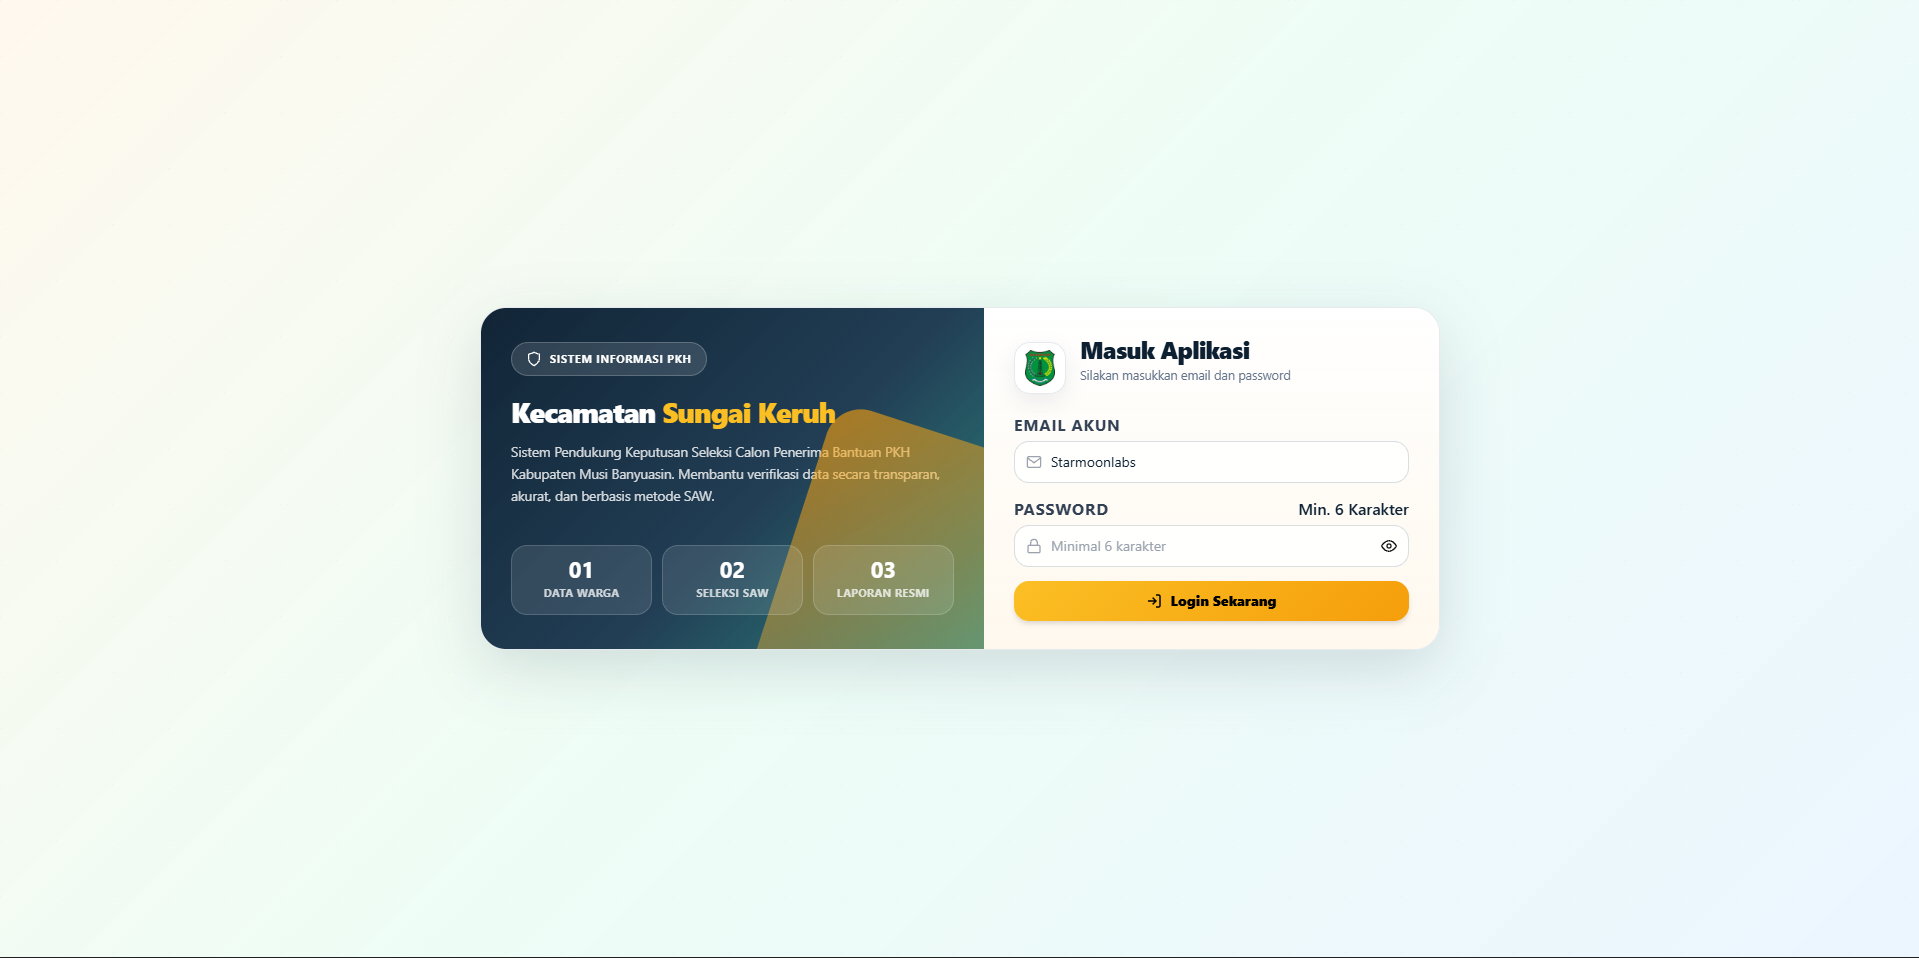 SISTEM INFORMASI PKH
Kecamatan Sungai Keruh
Sistem Pendukung Keputusan Seleksi Calon Penerima Bantuan PKH
Kabupaten Musi Banyuasin. Membantu verifikasi data secara transparan,
akurat, dan berbasis metode SAW.
01
DATA WARGA
02
SELEKSI SAW
03
LAPORAN RESMI
Masuk Aplikasi
Silakan masukkan email dan password
EMAIL AKUN
Starmoonlabs
PASSWORD
Min. 6 Karakter
Minimal 6 karakter
Login Sekarang